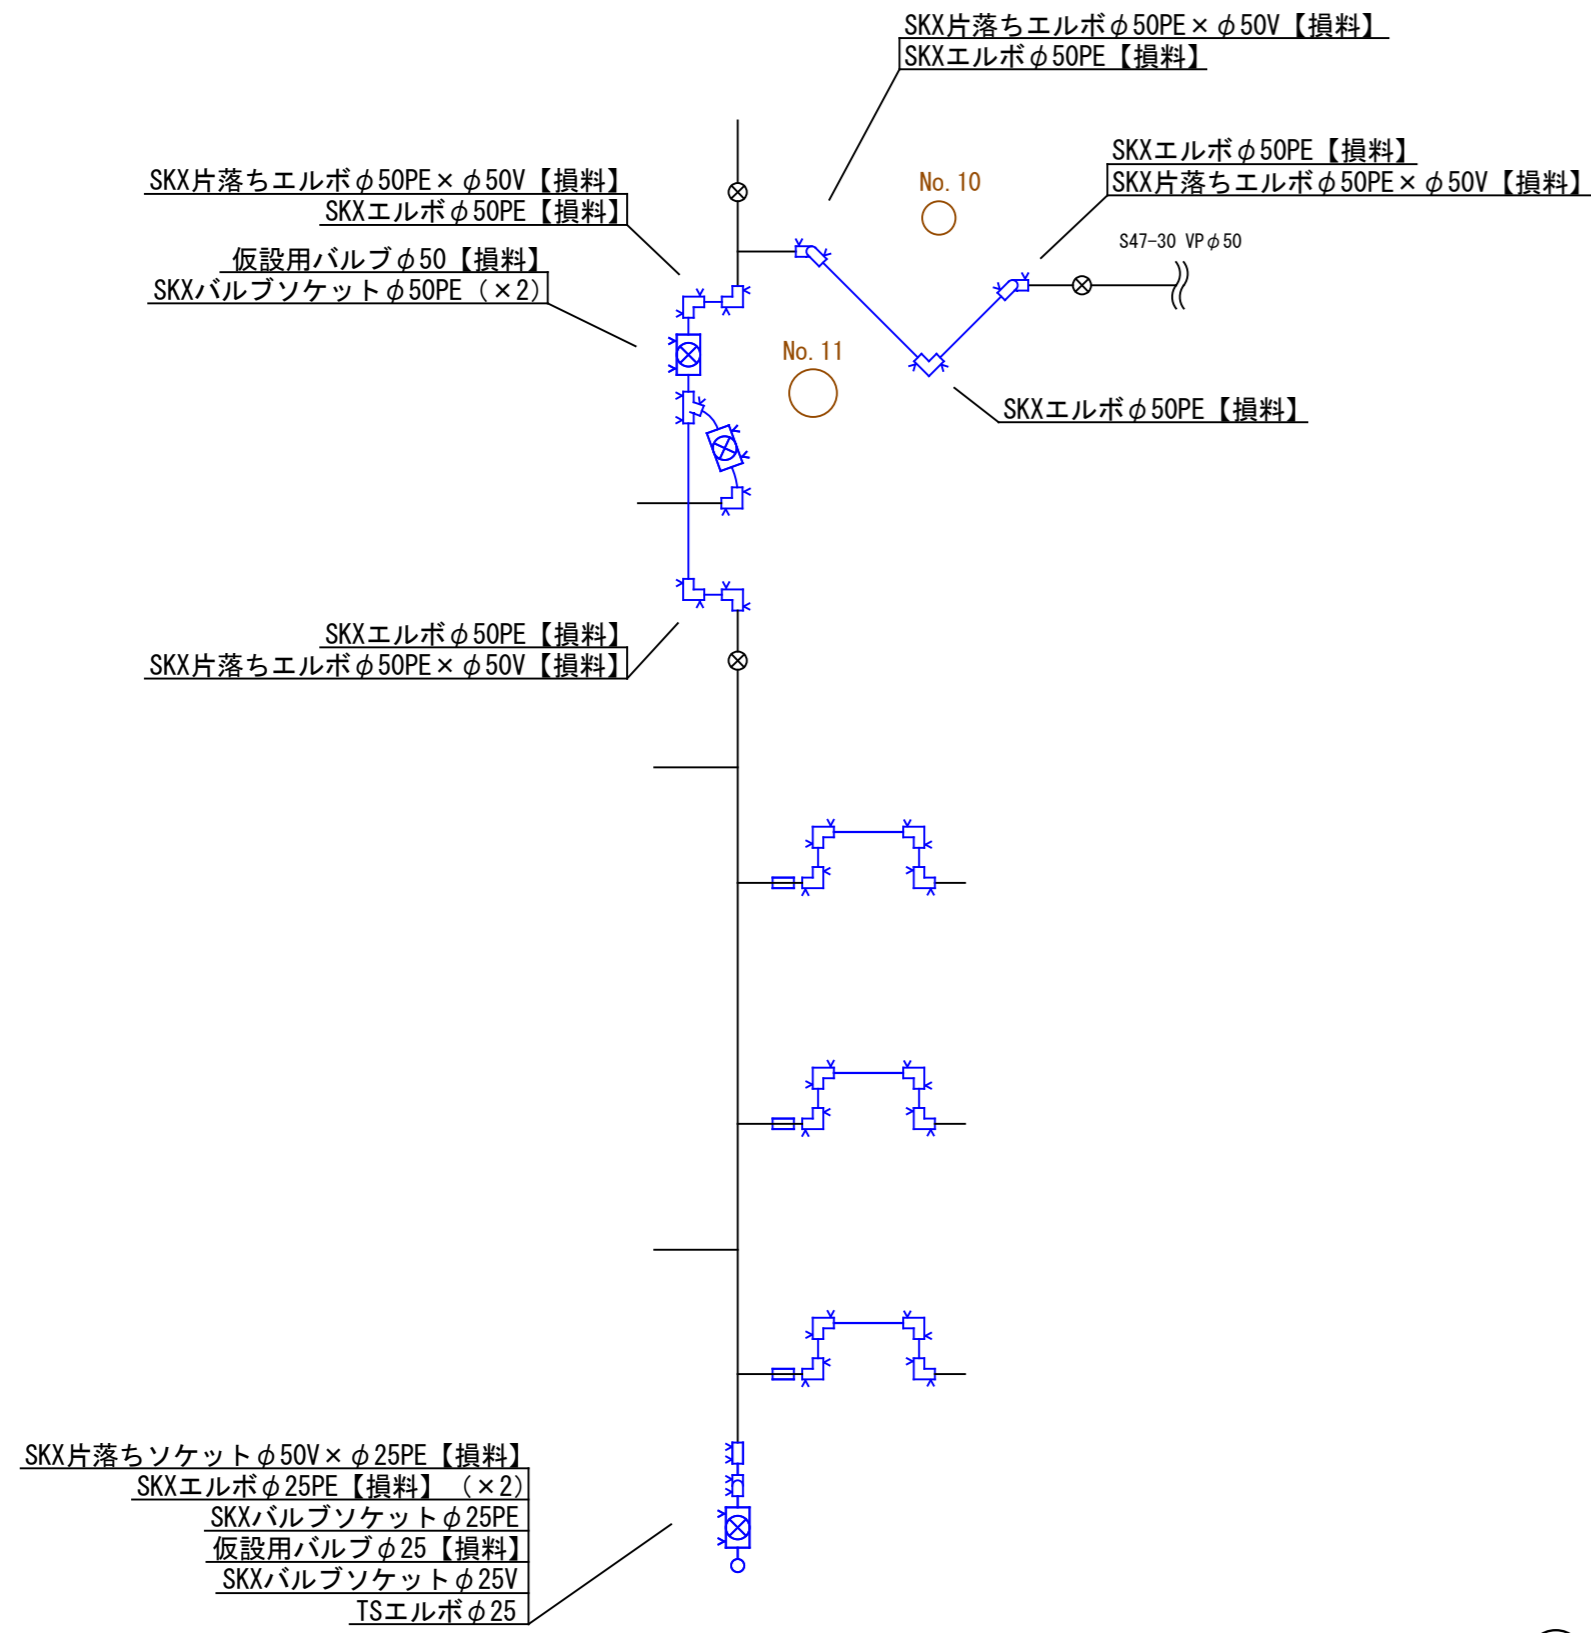 SKX片落ちエルボφ50PE×φ50V【損料】
SKXエルボφ50PE【損料】
SKXエルボφ50PE【損料】
SKX片落ちエルボφ50PE×φ50V【損料】
SKX片落ちエルボφ50PE×φ50V【損料】
SKXエルボφ50PE【損料】
No.10
S47-30 VPφ50
仮設用バルブφ50【損料】
SKXバルブソケットφ50PE（×2）
No.11
SKXエルボφ50PE【損料】
SKXエルボφ50PE【損料】
SKX片落ちエルボφ50PE×φ50V【損料】
SKX片落ちソケットφ50V×φ25PE【損料】
SKXエルボφ25PE【損料】（×2）
SKXバルブソケットφ25PE
仮設用バルブφ25【損料】
SKXバルブソケットφ25V
TSエルボφ25